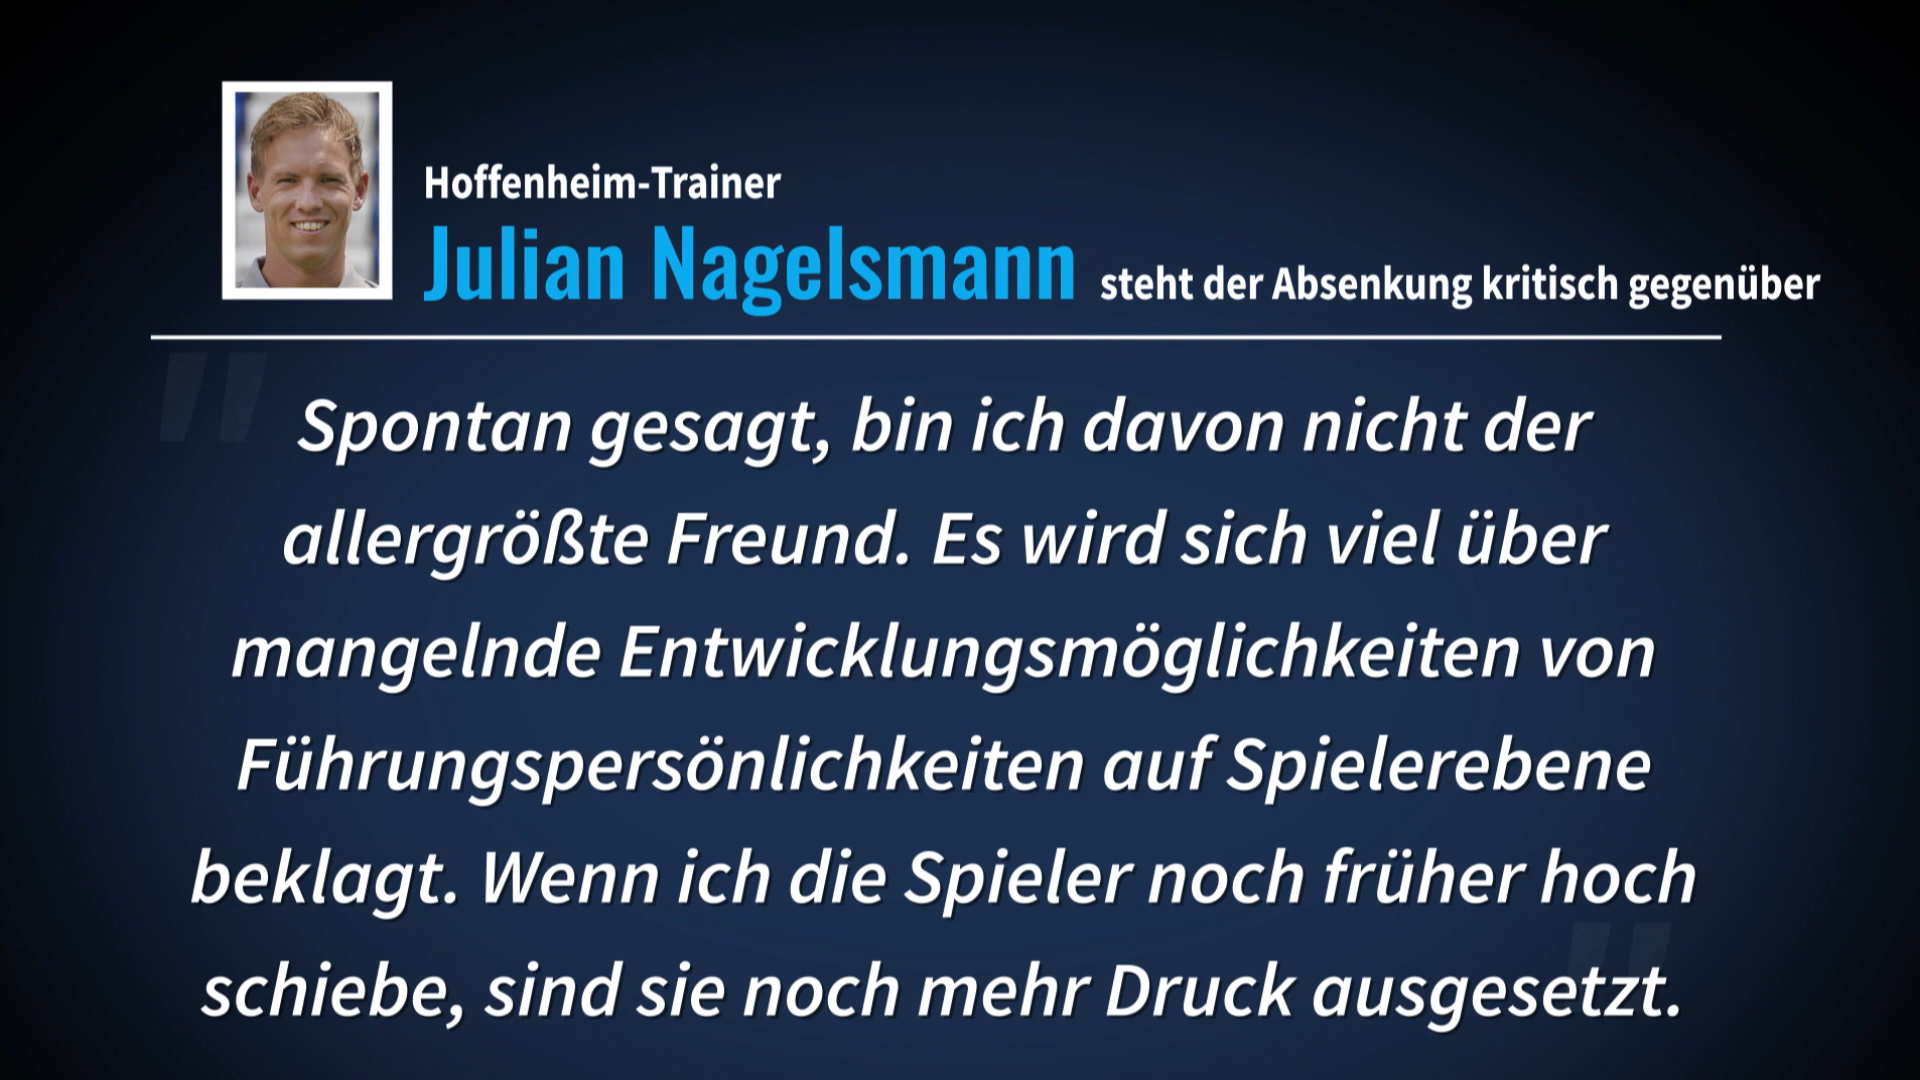 Hoffenheim-Trainer
Julian Nagelsmann steht der Absenkung kritisch gegenüber
"
Spontan gesagt, bin ich davon nicht der
allergrößte Freund. Es wird sich viel über
mangelnde Entwicklungsmöglichkeiten von
Führungspersönlichkeiten auf Spielerebene
beklagt. Wenn ich die Spieler noch früher hoch
schiebe, sind sie noch mehr Druck ausgesetzt.
"